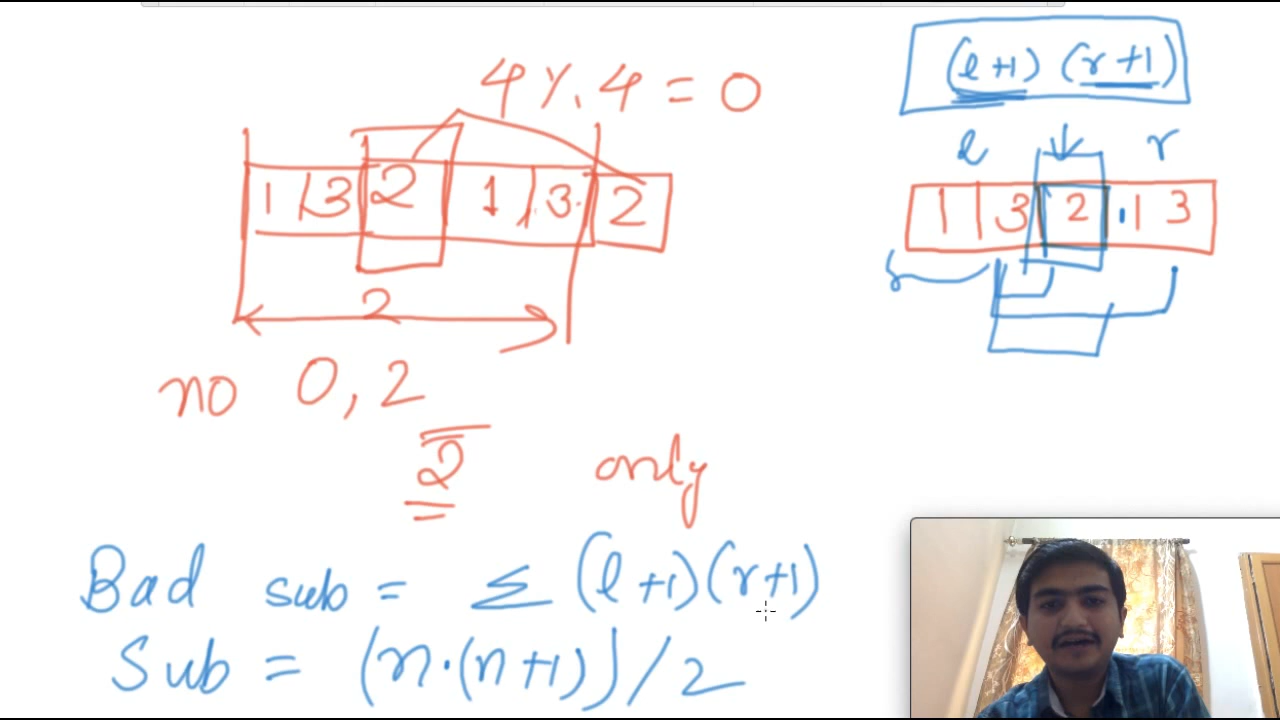 4 % 4 = 0
(l+1) (r+1)
l r
1 3 2 1 3 2
1 3 2 1 3
2
no 0, 2
2 only
Bad sub = Σ (l+1)(r+1)
Sub = (n·(n+1))/2